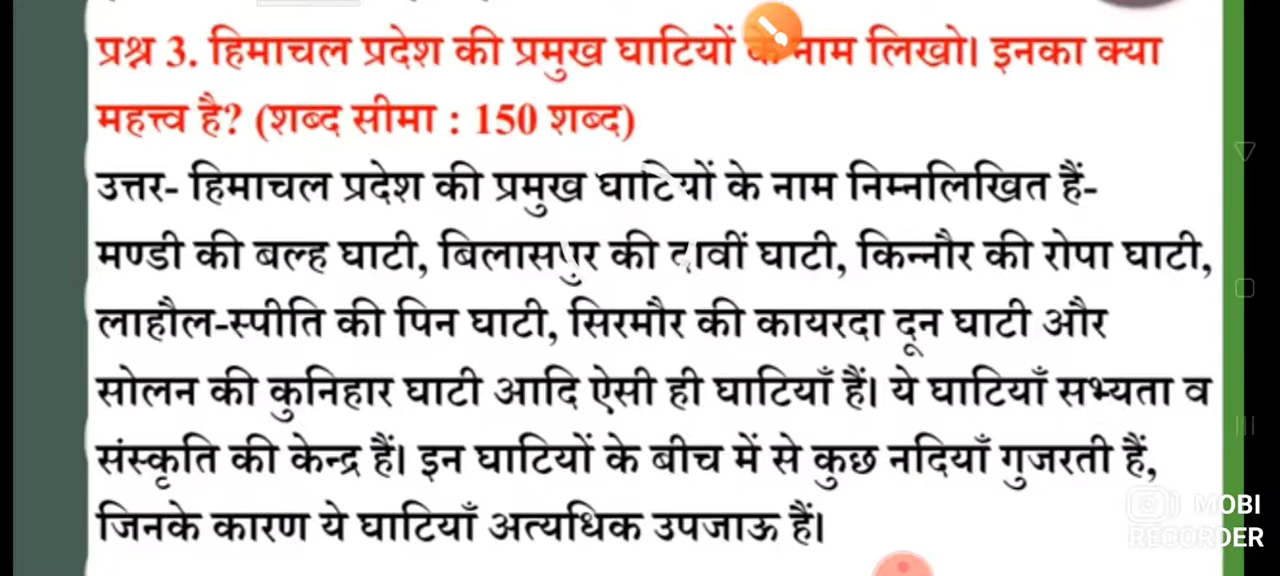 प्रश्न 3. हिमाचल प्रदेश की प्रमुख घाटियों के नाम लिखो। इनका क्या
महत्त्व है? (शब्द सीमा : 150 शब्द)
उत्तर- हिमाचल प्रदेश की प्रमुख घाटियों के नाम निम्नलिखित हैं-
मण्डी की बल्ह घाटी, बिलासपुर की दावीं घाटी, किन्नौर की रोपा घाटी,
लाहौल-स्पीति की पिन घाटी, सिरमौर की कायरदा दून घाटी और
सोलन की कुनिहार घाटी आदि ऐसी ही घाटियाँ हैं। ये घाटियाँ सभ्यता व
संस्कृति की केन्द्र हैं। इन घाटियों के बीच में से कुछ नदियाँ गुजरती हैं,
जिनके कारण ये घाटियाँ अत्यधिक उपजाऊ हैं।
MOBI
RECORDER